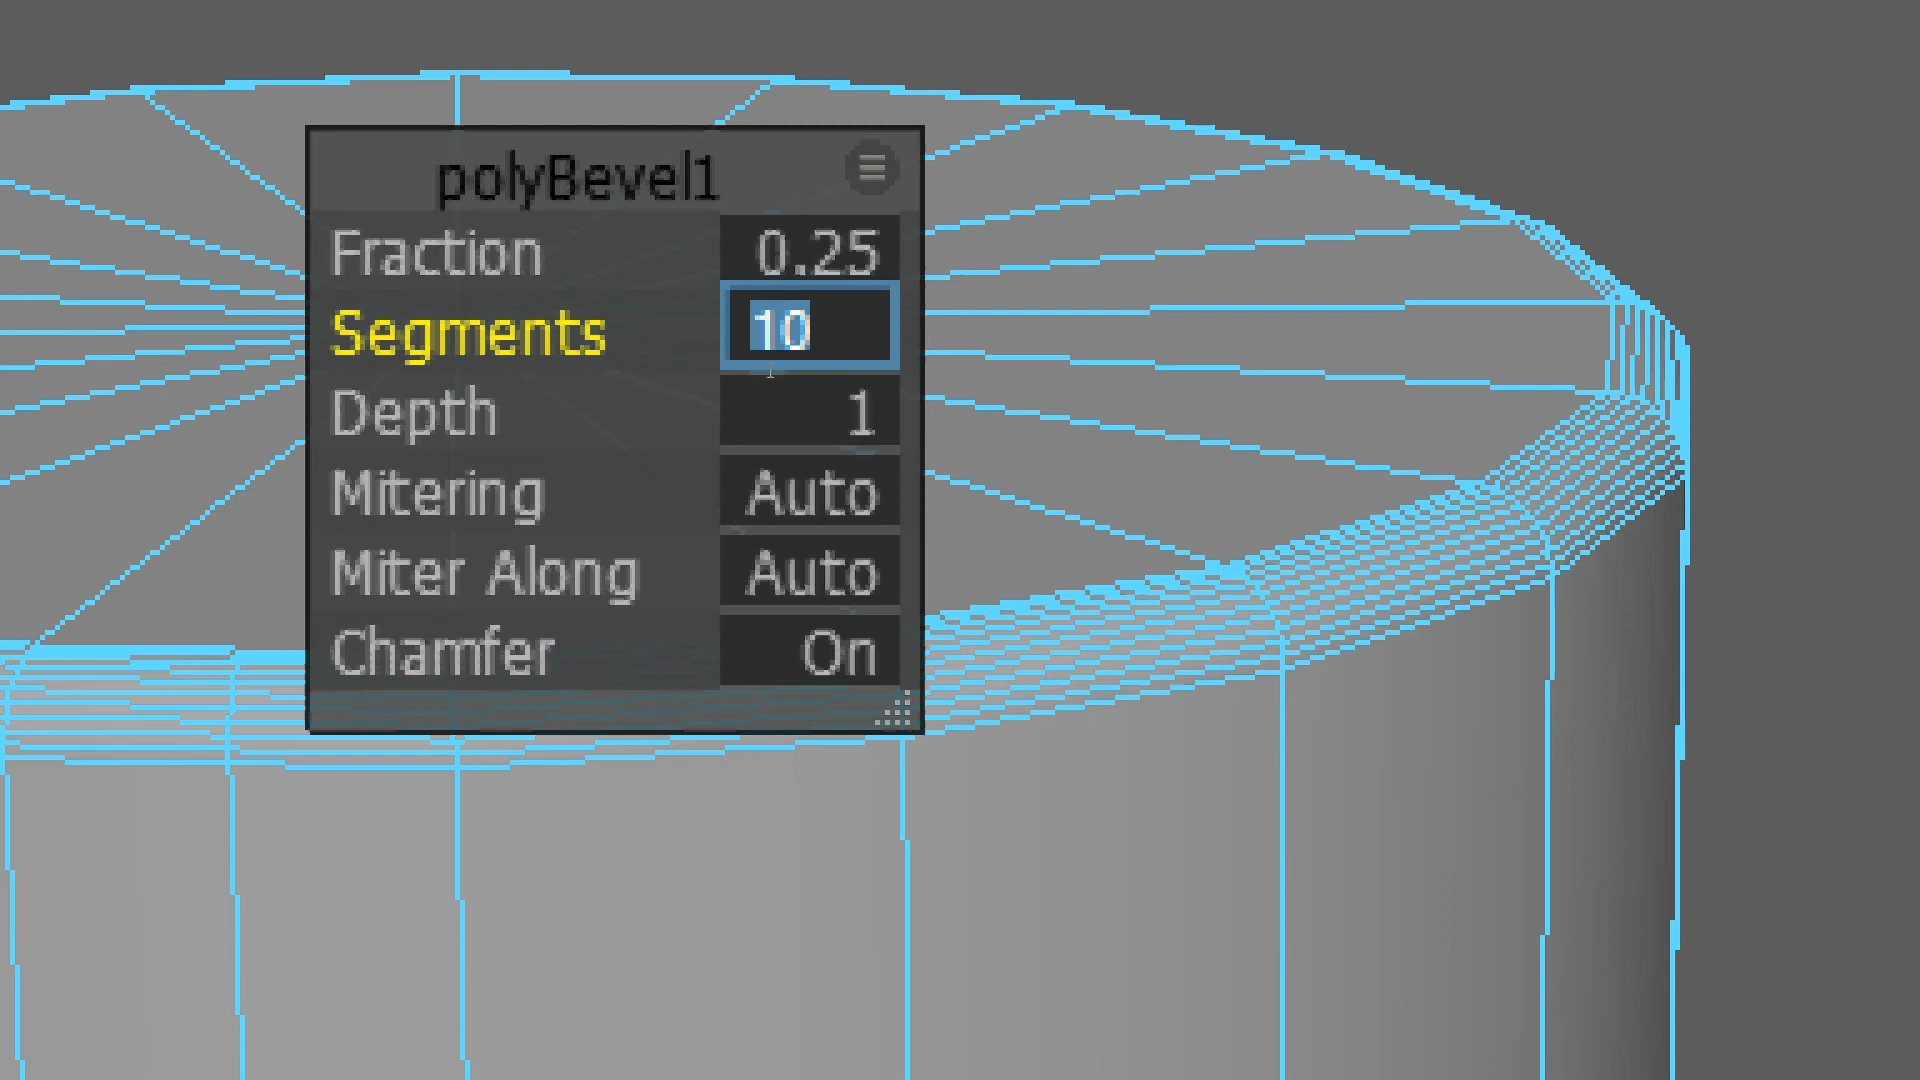 polyBevel1
Fraction 0.25
Segments 10
Depth 1
Mitering Auto
Miter Along Auto
Chamfer On